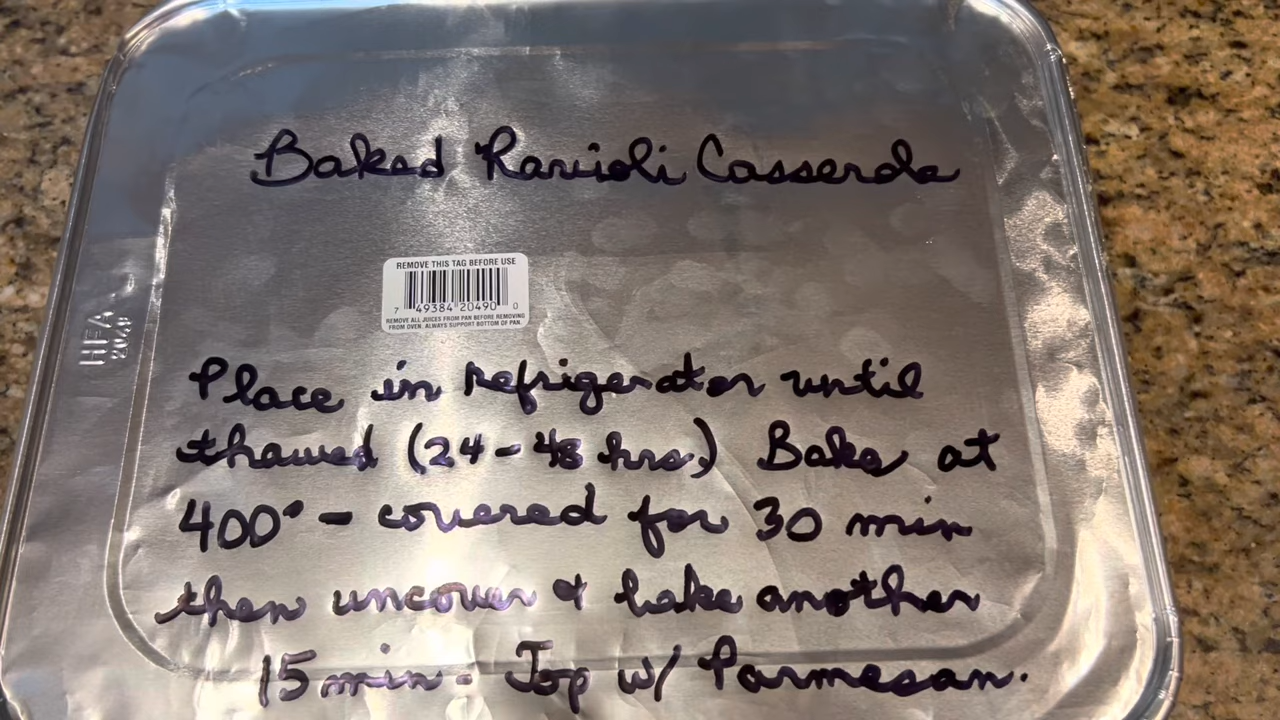 Baked Ravioli Casserole
REMOVE THIS TAG BEFORE USE
7 49384 20490 0
REMOVE ALL JUICES FROM PAN BEFORE REMOVING
FROM OVEN. ALWAYS SUPPORT BOTTOM OF PAN.
HFA
2049
Place in refrigerator until
thawed (24-48 hrs.) Bake at
400° - covered for 30 min
then uncover & bake another
15 min - Top w/ Parmesan.